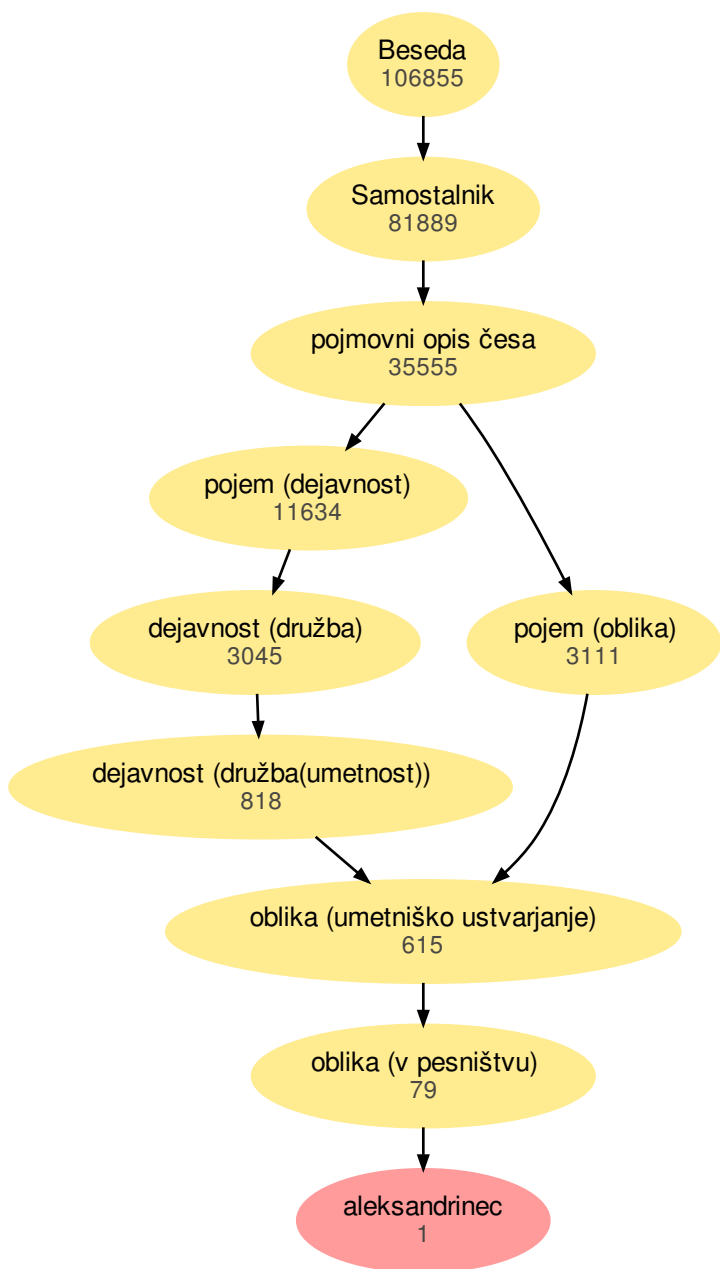 Beseda
106855
Samostalnik
81889
pojmovni opis česa
35555
pojem (dejavnost)
11634
dejavnost (družba)
3045
pojem (oblika)
3111
dejavnost (družba(umetnost))
818
oblika (umetniško ustvarjanje)
615
oblika (v pesništvu)
79
aleksandrinec
1